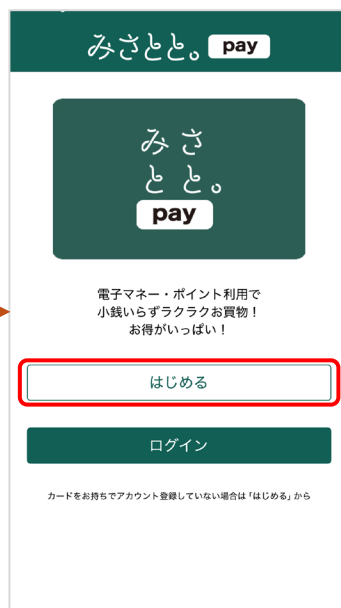 みさとと。 pay
みさ
とと。
pay
電子マネー・ポイント利用で
小銭いらずラクラクお買物！
お得がいっぱい！
はじめる
ログイン
カードをお持ちでアカウント登録していない場合は「はじめる」から